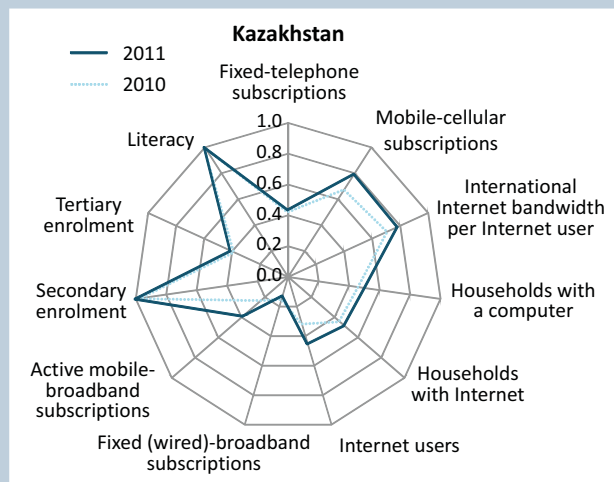 Kazakhstan
2011
2010
Fixed-telephone
subscriptions
Mobile-cellular
subscriptions
International
Internet bandwidth
per Internet user
Households with
a computer
Households
with Internet
Internet users
Fixed (wired)-broadband
subscriptions
Active mobile-
broadband
subscriptions
Secondary
enrolment
Tertiary
enrolment
Literacy
1.0
0.8
0.6
0.4
0.2
0.0